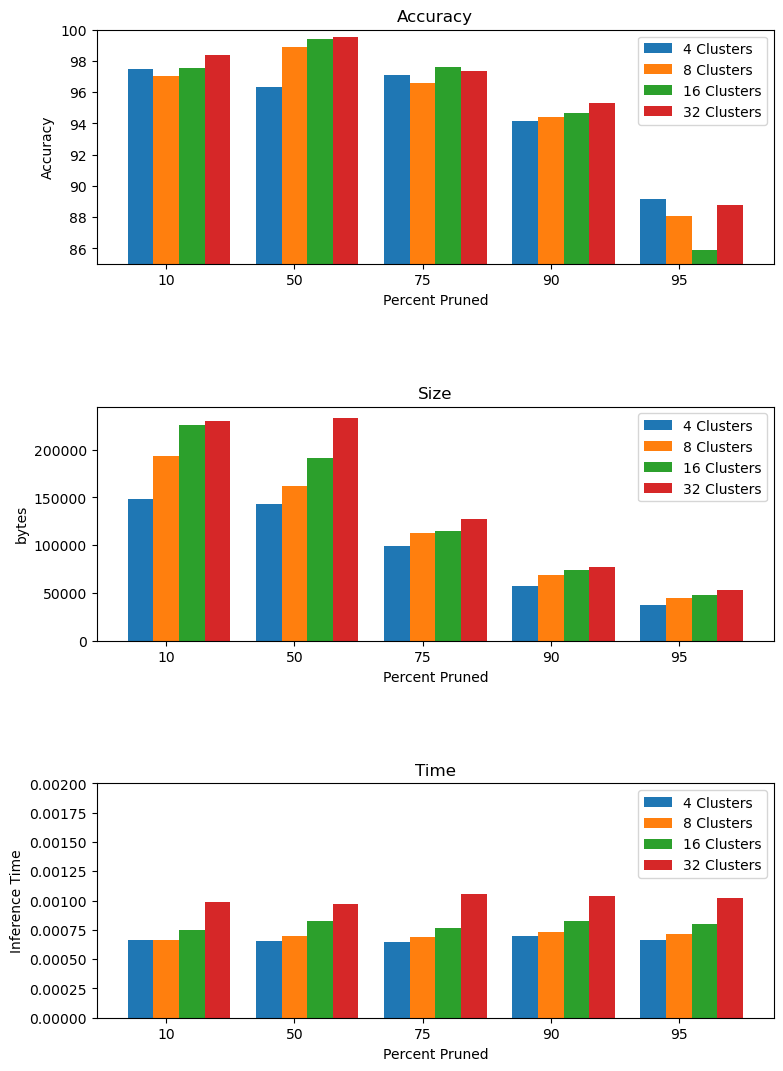 Accuracy
100
98
96
94
92
90
88
86
Accuracy
4 Clusters
8 Clusters
16 Clusters
32 Clusters
10 50 75 90 95
Percent Pruned
Size
200000
150000
100000
50000
0
bytes
4 Clusters
8 Clusters
16 Clusters
32 Clusters
10 50 75 90 95
Percent Pruned
Time
0.00200
0.00175
0.00150
0.00125
0.00100
0.00075
0.00050
0.00025
0.00000
Inference Time
4 Clusters
8 Clusters
16 Clusters
32 Clusters
10 50 75 90 95
Percent Pruned